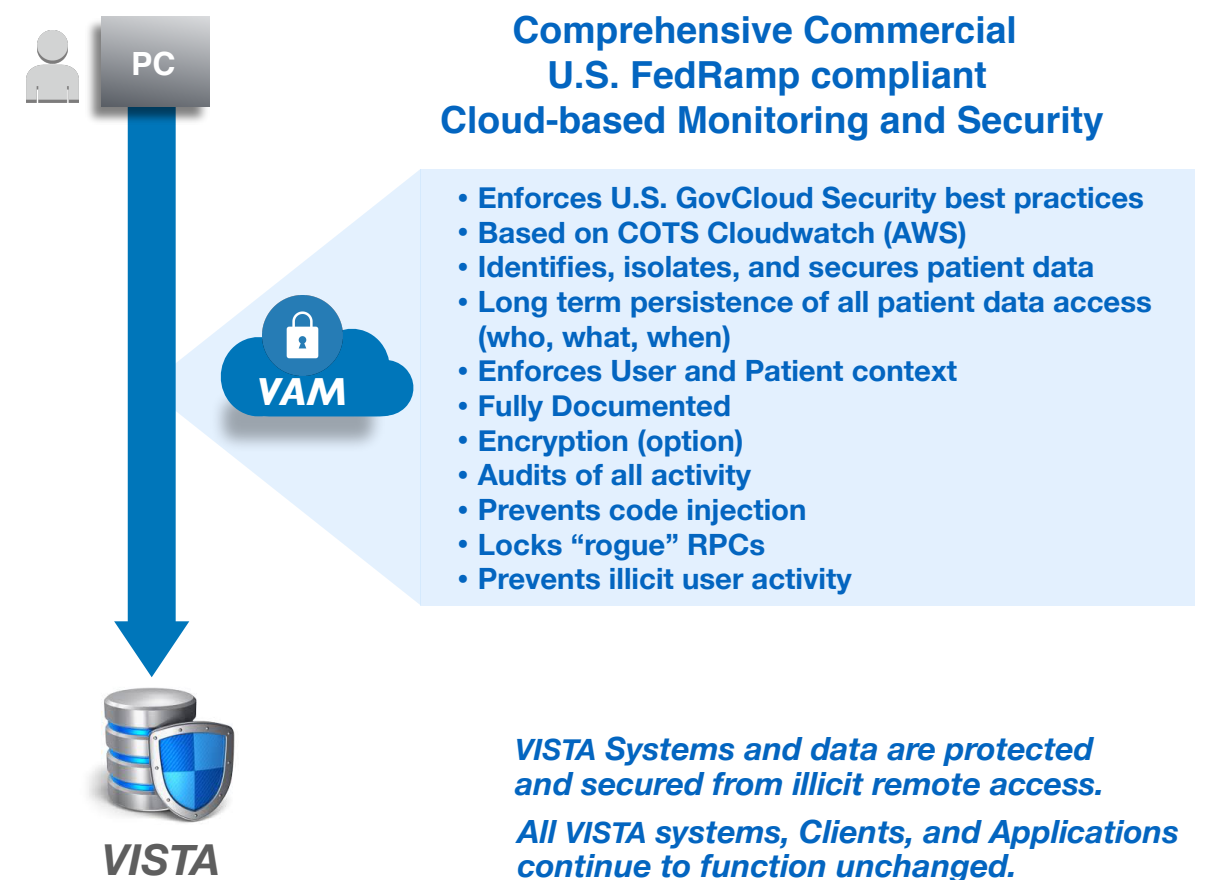 PC
Comprehensive Commercial
U.S. FedRamp compliant
Cloud-based Monitoring and Security
• Enforces U.S. GovCloud Security best practices
• Based on COTS Cloudwatch (AWS)
• Identifies, isolates, and secures patient data
• Long term persistence of all patient data access
(who, what, when)
• Enforces User and Patient context
• Fully Documented
• Encryption (option)
• Audits of all activity
• Prevents code injection
• Locks “rogue” RPCs
• Prevents illicit user activity
VAM
VISTA Systems and data are protected
and secured from illicit remote access.
All VISTA systems, Clients, and Applications
continue to function unchanged.
VISTA